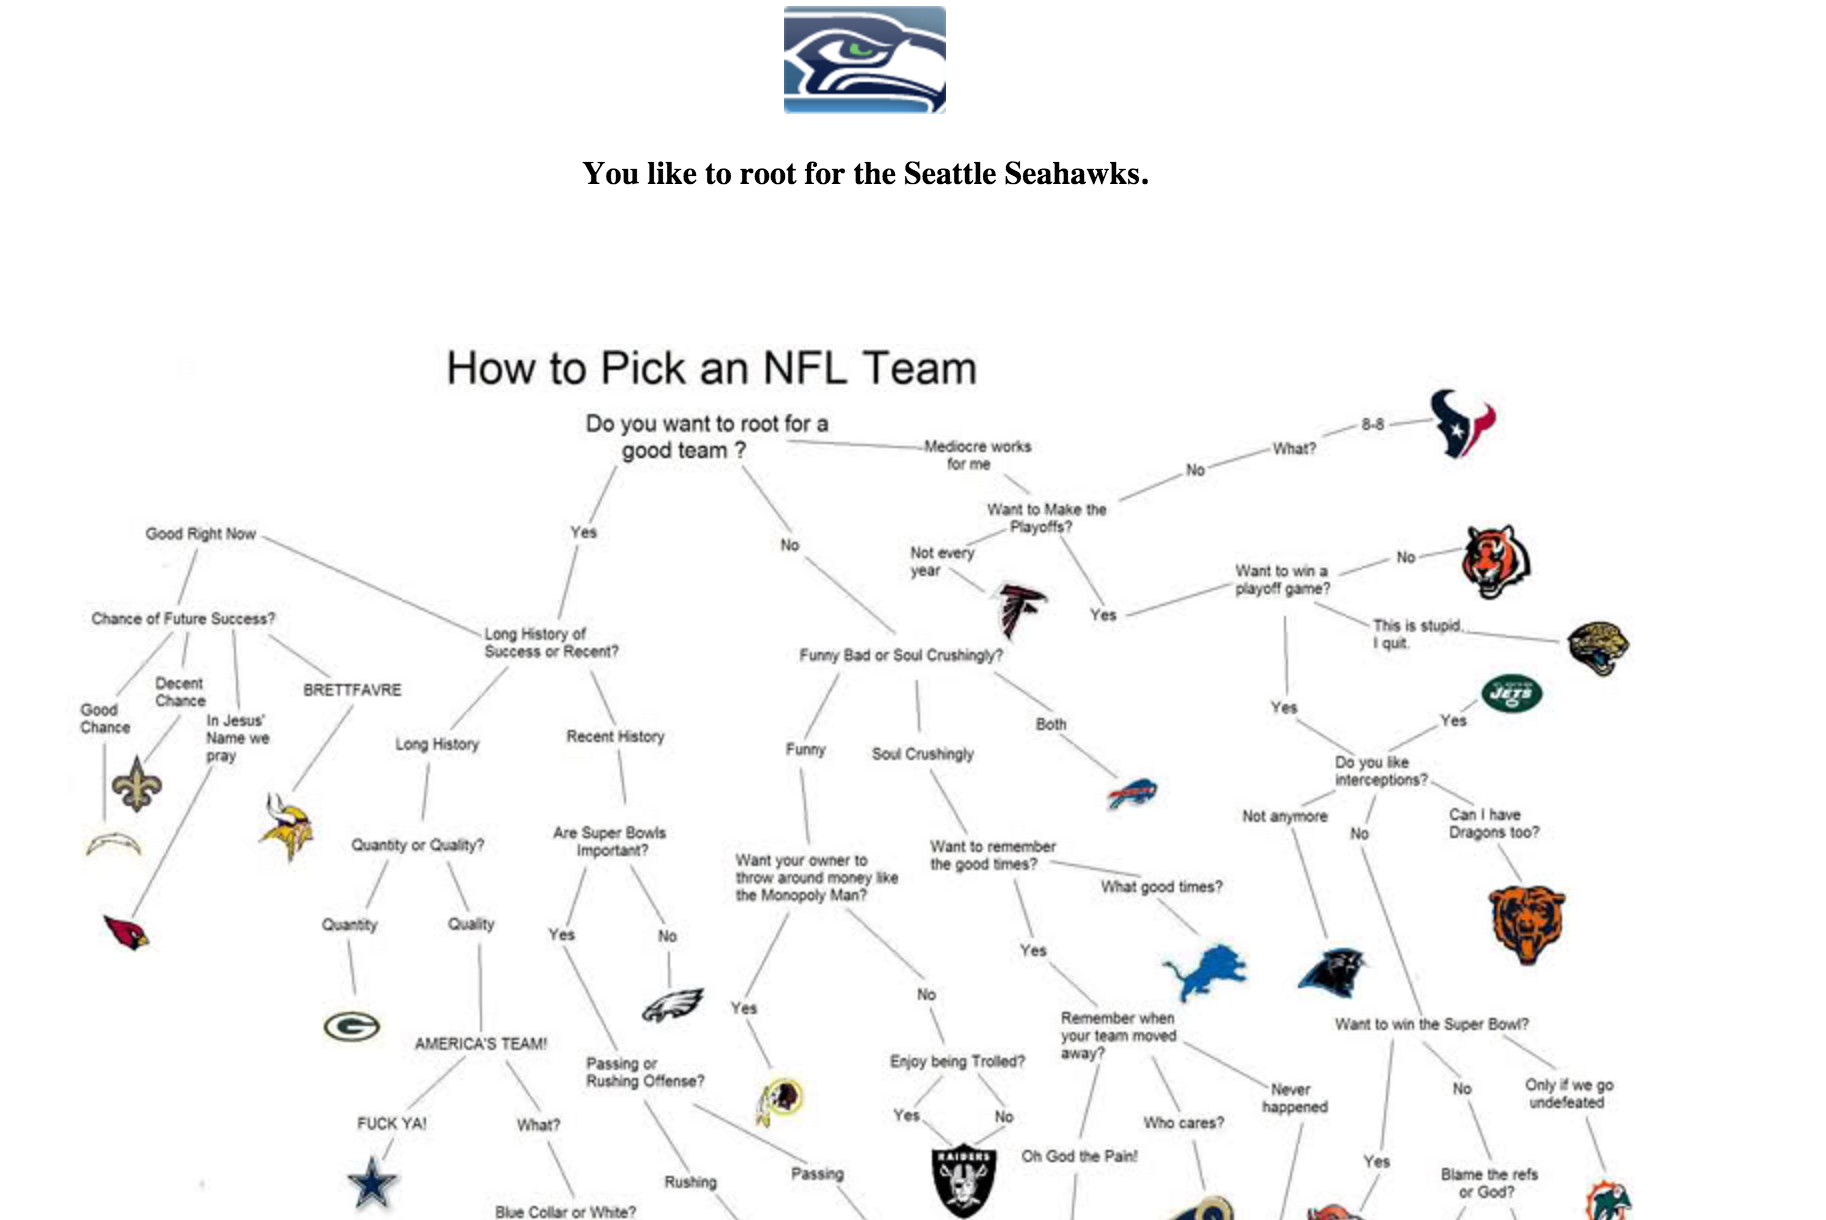 You like to root for the Seattle Seahawks.
How to Pick an NFL Team
Do you want to root for a
good team ?
Mediocre works
for me
8-8
What?
No
Want to Make the
Playoffs?
Good Right Now
Yes
No
Not every
year
Want to win a
playoff game?
No
Yes
Chance of Future Success?
Long History of
Success or Recent?
This is stupid.
I quit.
Funny Bad or Soul Crushingly?
Decent
Chance
BRETTFAVRE
Good
Chance
In Jesus'
Name we
pray
JETS
Yes
Yes
Both
Long History
Recent History
Funny
Soul Crushingly
Do you like
interceptions?
Not anymore
No
Can I have
Dragons too?
Quantity or Quality?
Are Super Bowls
Important?
Want your owner to
throw around money like
the Monopoly Man?
Want to remember
the good times?
What good times?
Quantity
Quality
Yes
No
Yes
No
Yes
G
AMERICA'S TEAM!
Remember when
your team moved
away?
Want to win the Super Bowl?
Passing or
Rushing Offense?
Enjoy being Trolled?
Never
happened
No
Only if we go
undefeated
FUCK YA!
What?
Yes
No
Who cares?
RAIDERS
Oh God the Pain!
Yes
Rushing
Passing
Blame the refs
or God?
Blue Collar or White?